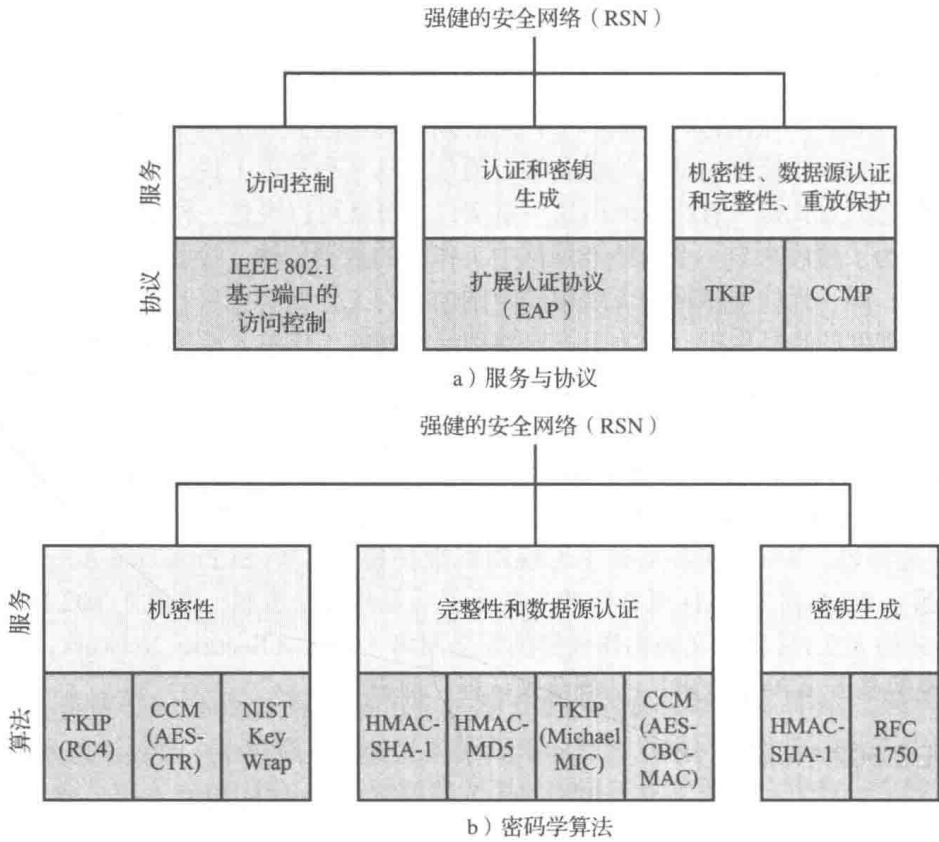 强健的安全网络（RSN）
服务
访问控制
认证和密钥
生成
机密性、数据源认证
和完整性、重放保护
协议
IEEE 802.1
基于端口的
访问控制
扩展认证协议
（EAP）
TKIP
CCMP
a）服务与协议
强健的安全网络（RSN）
服务
机密性
完整性和数据源认证
密钥生成
算法
TKIP
(RC4)
CCM
(AES-
CTR)
NIST
Key
Wrap
HMAC-
SHA-1
HMAC-
MD5
TKIP
(Michael
MIC)
CCM
(AES-
CBC-
MAC)
HMAC-
SHA-1
RFC
1750
b）密码学算法